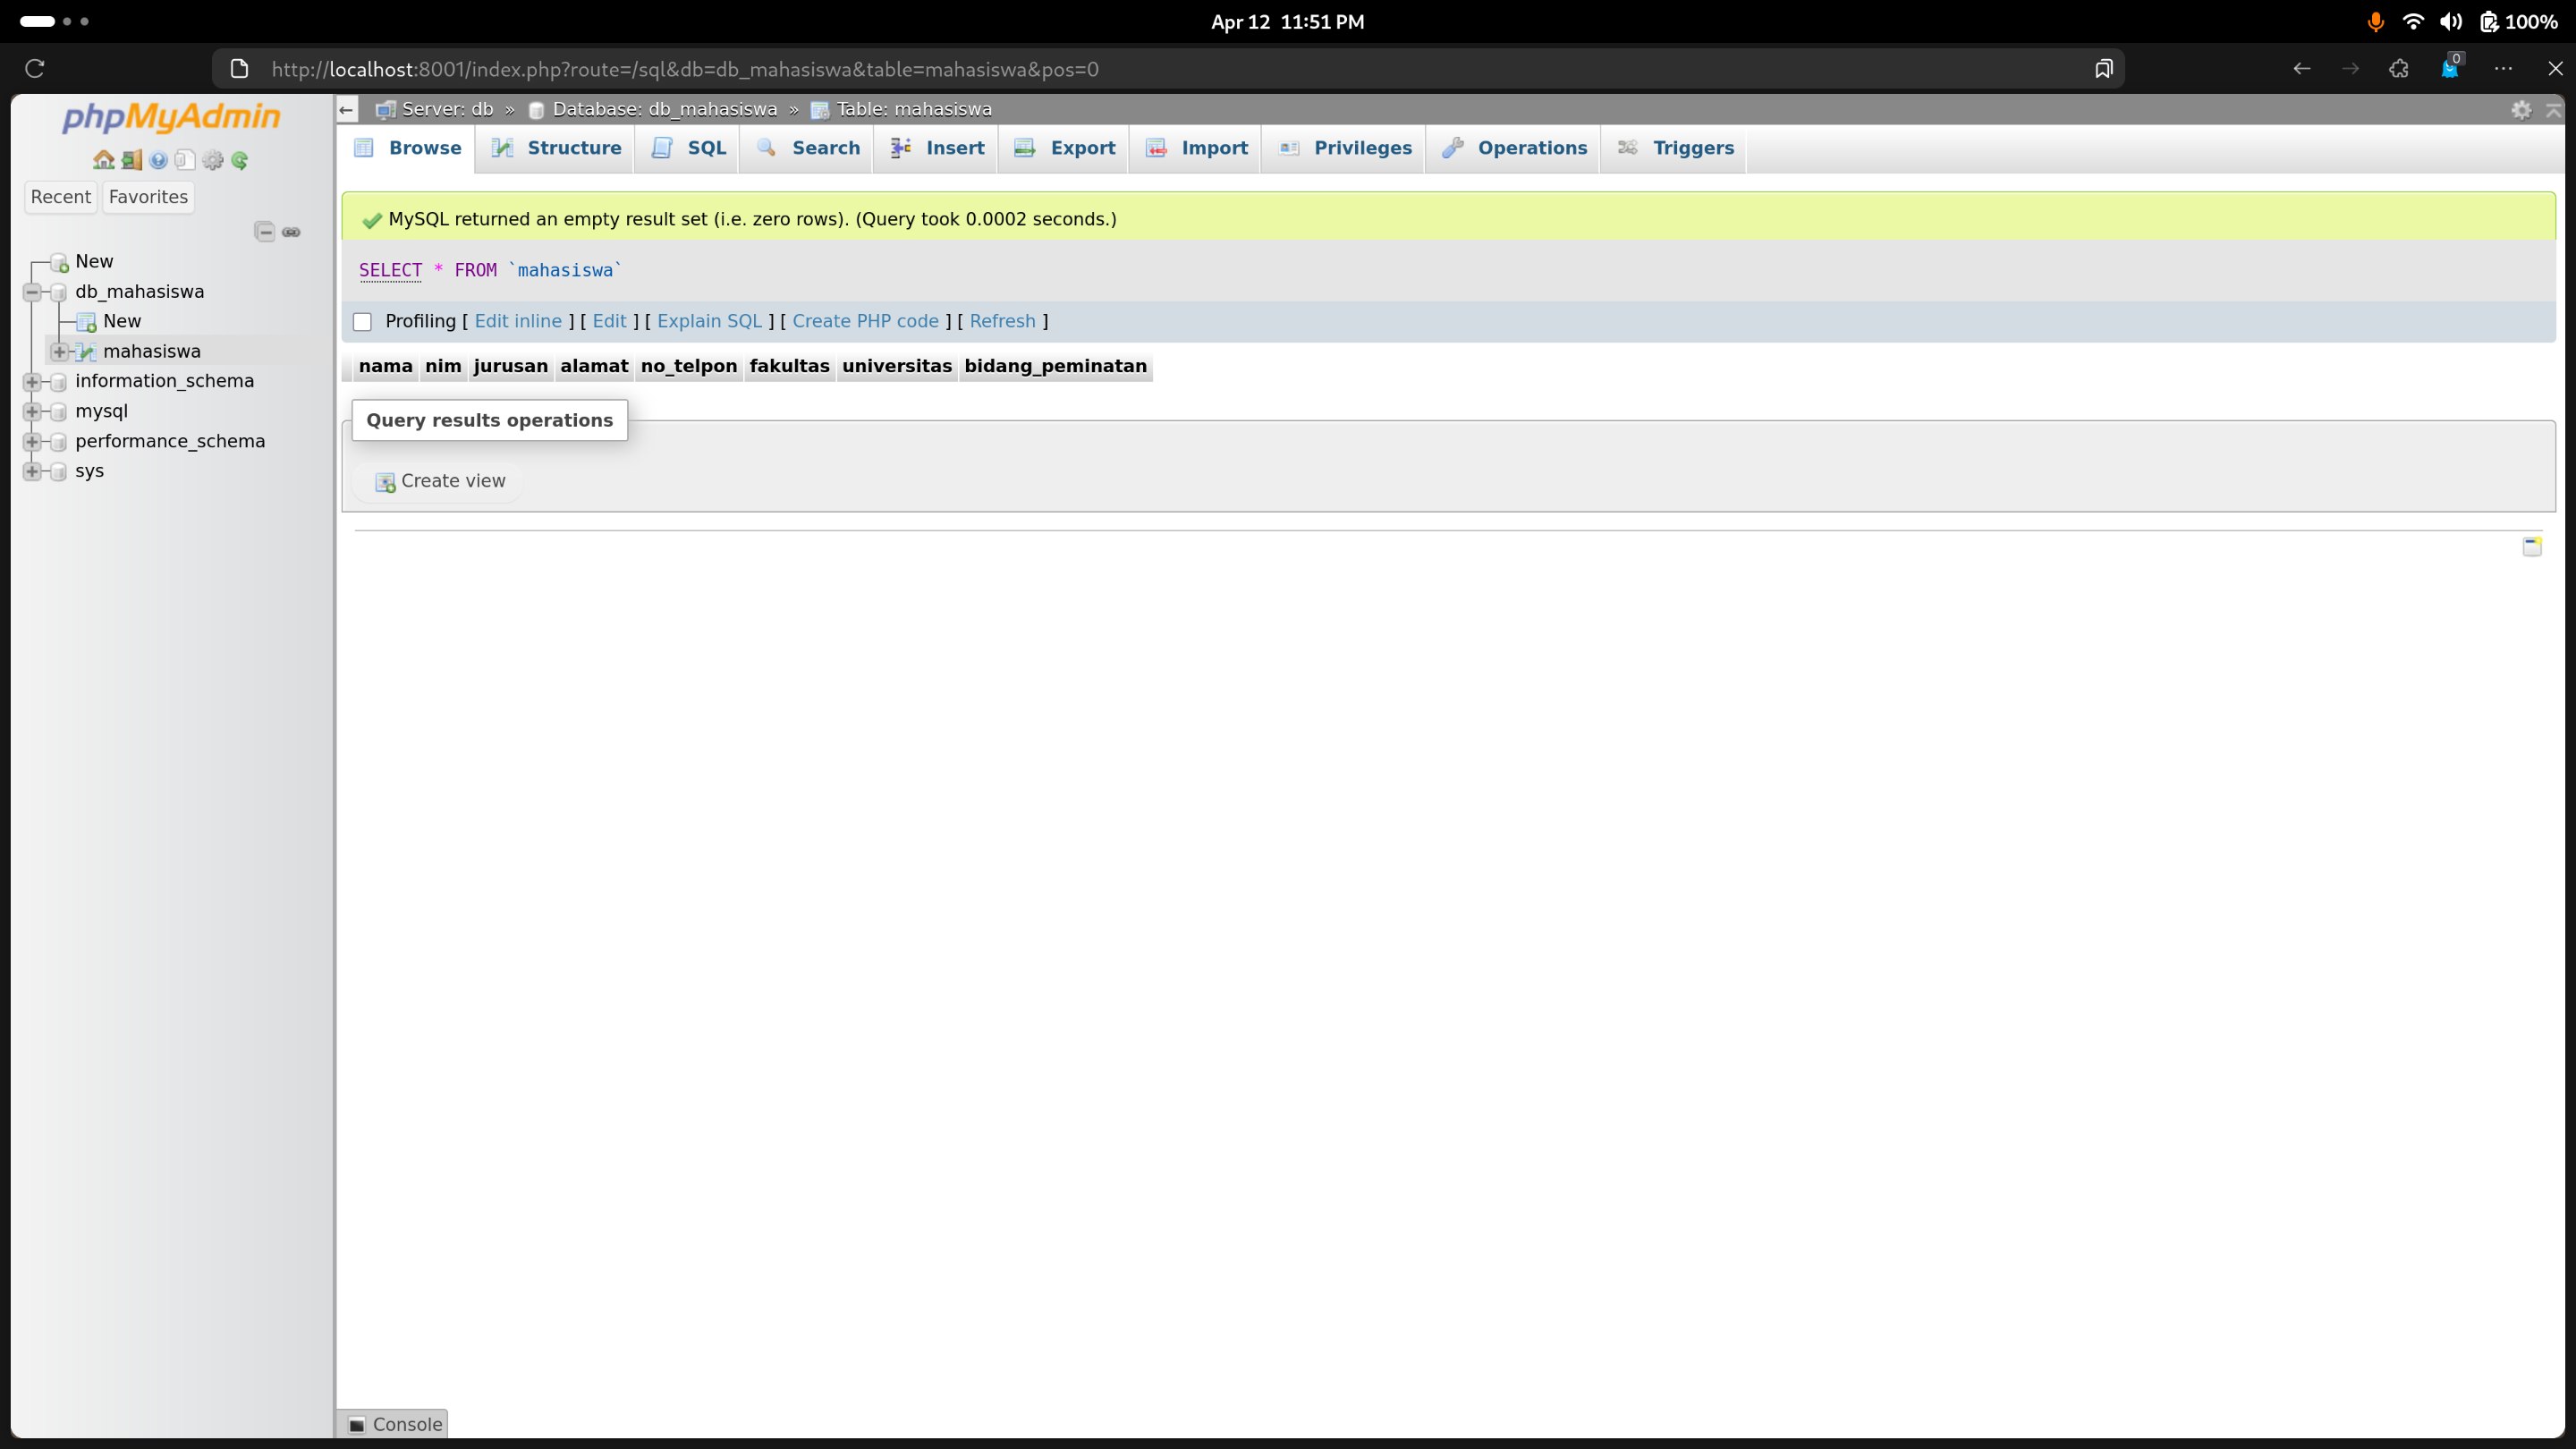 Apr 12 11:51 PM
100%
http://localhost:8001/index.php?route=/sql&db=db_mahasiswa&table=mahasiswa&pos=0
0
phpMyAdmin
Recent Favorites
New
db_mahasiswa
New
mahasiswa
information_schema
mysql
performance_schema
sys
Server: db » Database: db_mahasiswa » Table: mahasiswa
Browse Structure SQL Search Insert Export Import Privileges Operations Triggers
MySQL returned an empty result set (i.e. zero rows). (Query took 0.0002 seconds.)
SELECT * FROM `mahasiswa`
Profiling [ Edit inline ] [ Edit ] [ Explain SQL ] [ Create PHP code ] [ Refresh ]
nama nim jurusan alamat no_telpon fakultas universitas bidang_peminatan
Query results operations
Create view
Console